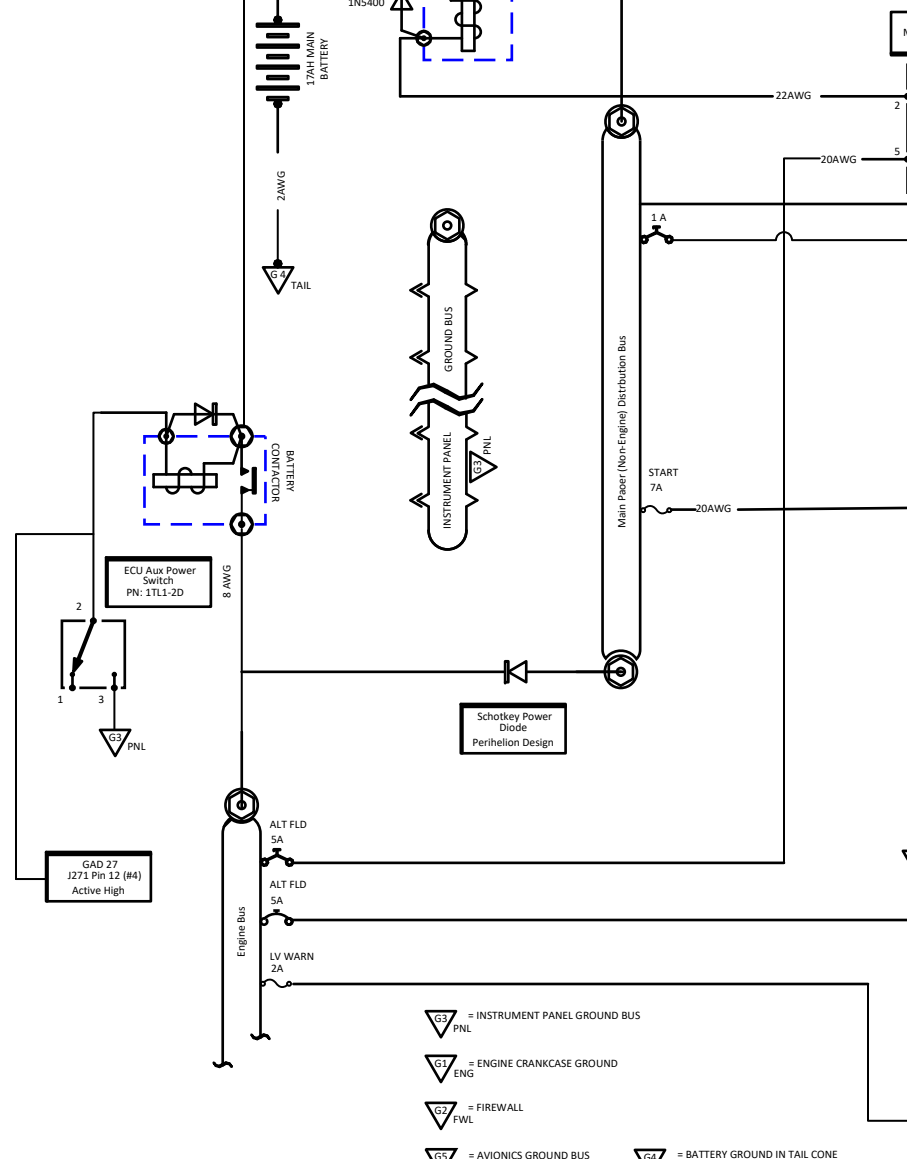 1N5400
17AH MAIN
BATTERY
M
22AWG
2
5
20AWG
2AWG
1 A
G 4
TAIL
GROUND BUS
INSTRUMENT PANEL
G3
PNL
Main Paoer (Non-Engine) Distrbution Bus
START
7A
20AWG
BATTERY
CONTACTOR
8 AWG
ECU Aux Power
Switch
PN: 1TL1-2D
2
1
3
G3
PNL
Schotkey Power
Diode
Perihelion Design
GAD 27
J271 Pin 12 (#4)
Active High
ALT FLD
5A
ALT FLD
5A
Engine Bus
LV WARN
2A
G3
PNL
= INSTRUMENT PANEL GROUND BUS
G1
ENG
= ENGINE CRANKCASE GROUND
G2
FWL
= FIREWALL
G5
= AVIONICS GROUND BUS
G4
= BATTERY GROUND IN TAIL CONE